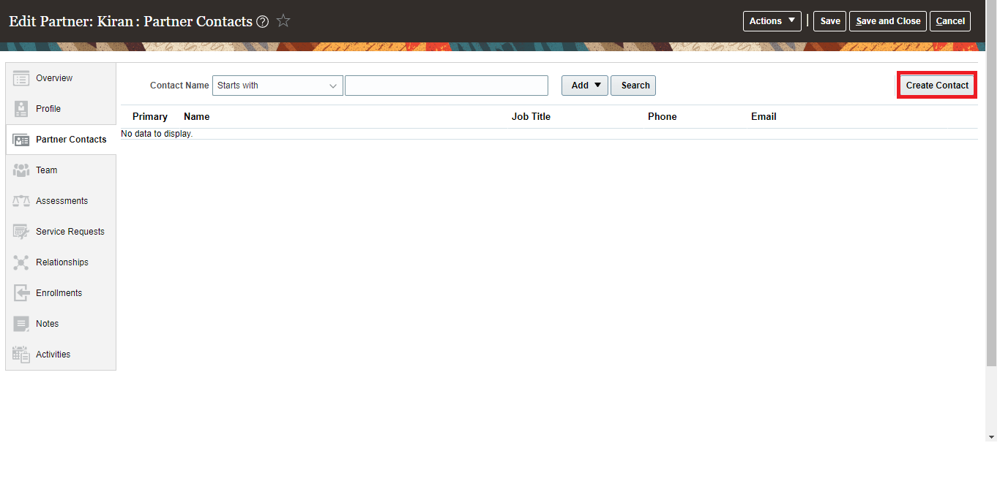 Edit Partner: Kiran : Partner Contacts ?
Actions Save Save and Close Cancel
Overview
Profile
Partner Contacts
Team
Assessments
Service Requests
Relationships
Enrollments
Notes
Activities
Contact Name Starts with Add Search Create Contact
Primary Name Job Title Phone Email
No data to display.